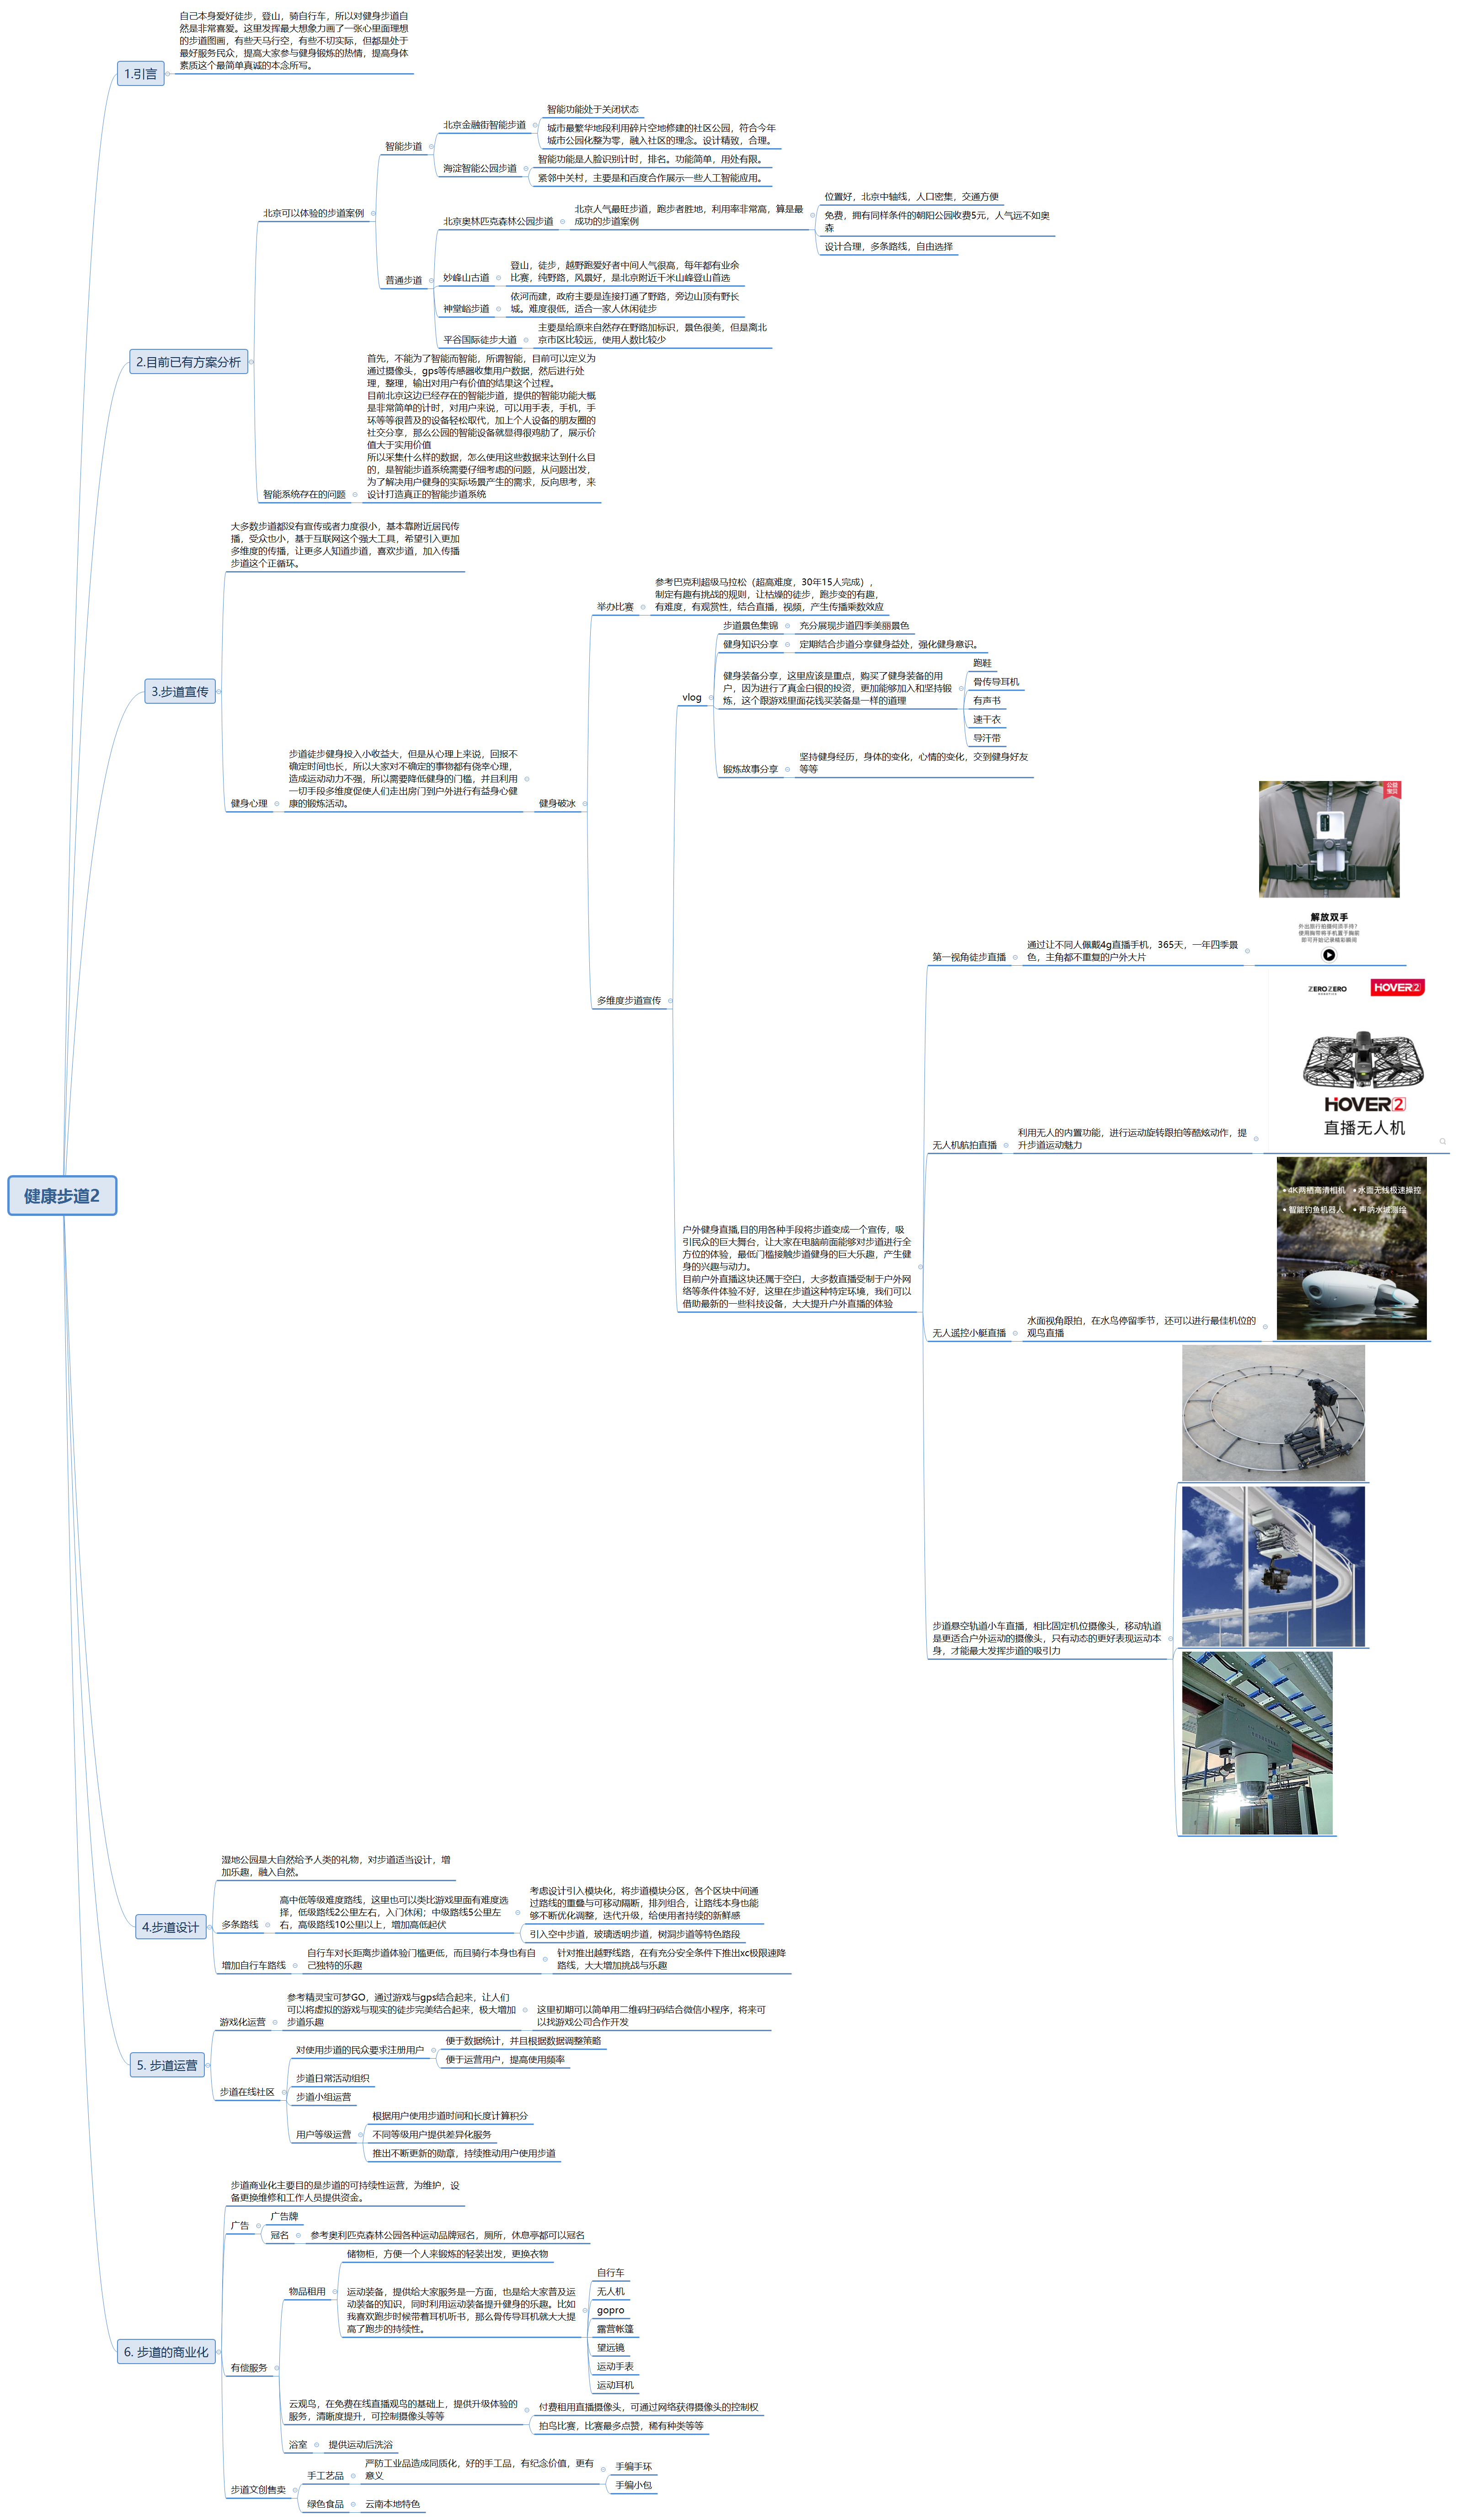 自己本身爱好徒步，登山，骑自行车，所以对健身步道自
然是非常喜爱。这里发挥最大想象力画了一张心里面理想
的步道图画，有些天马行空，有些不切实际，但都是处于
最好服务民众，提高大家参与健身锻炼的热情，提高身体
素质这个最简单真诚的本念所写。
1.引言
智能功能处于关闭状态
北京金融街智能步道
城市最繁华地段利用碎片空地修建的社区公园，符合今年
城市公园化整为零，融入社区的理念。设计精致，合理。
智能步道
智能功能是人脸识别计时，排名。功能简单，用处有限。
海淀智能公园步道
紧邻中关村，主要是和百度合作展示一些人工智能应用。
北京可以体验的步道案例
位置好，北京中轴线，人口密集，交通方便
北京奥林匹克森林公园步道
北京人气最旺步道，跑步者胜地，利用率非常高，算是最
成功的步道案例
免费，拥有同样条件的朝阳公园收费5元，人气远不如奥
森
设计合理，多条路线，自由选择
普通步道
妙峰山古道
登山，徒步，越野跑爱好者中间人气很高，每年都有业余
比赛，纯野路，风景好，是北京附近千米山峰登山首选
神堂峪步道
依河而建，政府主要是连接打通了野路，旁边山顶有野长
城。难度很低，适合一家人休闲徒步
平谷国际徒步大道
主要是给原来自然存在野路加标识，景色很美，但是离北
京市区比较远，使用人数比较少
2.目前已有方案分析
首先，不能为了智能而智能，所谓智能，目前可以定义为
通过摄像头，gps等传感器收集用户数据，然后进行处
理，整理，输出对用户有价值的结果这个过程。
目前北京这边已经存在的智能步道，提供的智能功能大概
是非常简单的计时，对用户来说，可以用手表，手机，手
环等等很普及的设备轻松取代，加上个人设备的朋友圈的
社交分享，那么公园的智能设备就显得很鸡肋了，展示价
值大于实用价值
所以采集什么样的数据，怎么使用这些数据来达到什么目
的，是智能步道系统需要仔细考虑的问题，从问题出发，
为了解决用户健身的实际场景产生的需求，反向思考，来
设计打造真正的智能步道系统
智能系统存在的问题
大多数步道都没有宣传或者力度很小，基本靠附近居民传
播，受众也小，基于互联网这个强大工具，希望引入更加
多维度的传播，让更多人知道步道，喜欢步道，加入传播
步道这个正循环。
3.步道宣传
举办比赛
参考巴克利超级马拉松（超高难度，30年15人完成），
制定有趣有挑战的规则，让枯燥的徒步，跑步变的有趣，
有难度，有观赏性，结合直播，视频，产生传播乘数效应
步道景色集锦
充分展现步道四季美丽景色
健身知识分享
定期结合步道分享健身益处，强化健身意识。
vlog
健身装备分享，这里应该是重点，购买了健身装备的用
户，因为进行了真金白银的投资，更加能够加入和坚持锻
炼，这个跟游戏里面花钱买装备是一样的道理
跑鞋
骨传导耳机
有声书
速干衣
导汗带
锻炼故事分享
坚持健身经历，身体的变化，心情的变化，交到健身好友
等等
健身心理
步道徒步健身投入小收益大，但是从心理上来说，回报不
确定时间也长，所以大家对不确定的事物都有侥幸心理，
造成运动动力不强，所以需要降低健身的门槛，并且利用
一切手段多维度促使人们走出房门到户外进行有益身心健
康的锻炼活动。
健身破冰
公益
宝贝
解放双手
外出旅行拍摄何须手持？
使用胸带将手机置于胸前
即可开始记录精彩瞬间
第一视角徒步直播
通过让不同人佩戴4g直播手机，365天，一年四季景
色，主角都不重复的户外大片
多维度步道宣传
ZEROZERO
ROBOTICS
HOVER2
HOVER2
直播无人机
无人机航拍直播
利用无人的内置功能，进行运动旋转跟拍等酷炫动作，提
升步道运动魅力
健康步道2
• 4K两栖高清相机 • 水面无线极速操控
• 智能钓鱼机器人 • 声呐水域测绘
户外健身直播,目的用各种手段将步道变成一个宣传，吸
引民众的巨大舞台，让大家在电脑前面能够对步道进行全
方位的体验，最低门槛接触步道健身的巨大乐趣，产生健
身的兴趣与动力。
目前户外直播这块还属于空白，大多数直播受制于户外网
络等条件体验不好，这里在步道这种特定环境，我们可以
借助最新的一些科技设备，大大提升户外直播的体验
无人遥控小艇直播
水面视角跟拍，在水鸟停留季节，还可以进行最佳机位的
观鸟直播
步道悬空轨道小车直播，相比固定机位摄像头，移动轨道
是更适合户外运动的摄像头，只有动态的更好表现运动本
身，才能最大发挥步道的吸引力
湿地公园是大自然给予人类的礼物，对步道适当设计，增
加乐趣，融入自然。
4.步道设计
多条路线
高中低等级难度路线，这里也可以类比游戏里面有难度选
择，低级路线2公里左右，入门休闲；中级路线5公里左
右，高级路线10公里以上，增加高低起伏
考虑设计引入模块化，将步道模块分区，各个区块中间通
过路线的重叠与可移动隔断，排列组合，让路线本身也能
够不断优化调整，迭代升级，给使用者持续的新鲜感
引入空中步道，玻璃透明步道，树洞步道等特色路段
增加自行车路线
自行车对长距离步道体验门槛更低，而且骑行本身也有自
己独特的乐趣
针对推出越野线路，在有充分安全条件下推出xc极限速降
路线，大大增加挑战与乐趣
5. 步道运营
游戏化运营
参考精灵宝可梦GO，通过游戏与gps结合起来，让人们
可以将虚拟的游戏与现实的徒步完美结合起来，极大增加
步道乐趣
这里初期可以简单用二维码扫码结合微信小程序，将来可
以找游戏公司合作开发
步道在线社区
对使用步道的民众要求注册用户
便于数据统计，并且根据数据调整策略
便于运营用户，提高使用频率
步道日常活动组织
步道小组运营
用户等级运营
根据用户使用步道时间和长度计算积分
不同等级用户提供差异化服务
推出不断更新的勋章，持续推动用户使用步道
步道商业化主要目的是步道的可持续性运营，为维护，设
备更换维修和工作人员提供资金。
6. 步道的商业化
广告
广告牌
冠名
参考奥利匹克森林公园各种运动品牌冠名，厕所，休息亭都可以冠名
有偿服务
物品租用
储物柜，方便一个人来锻炼的轻装出发，更换衣物
运动装备，提供给大家服务是一方面，也是给大家普及运
动装备的知识，同时利用运动装备提升健身的乐趣。比如
我喜欢跑步时候带着耳机听书，那么骨传导耳机就大大提
高了跑步的持续性。
自行车
无人机
gopro
露营帐篷
望远镜
运动手表
运动耳机
云观鸟，在免费在线直播观鸟的基础上，提供升级体验的
服务，清晰度提升，可控制摄像头等等
付费租用直播摄像头，可通过网络获得摄像头的控制权
拍鸟比赛，比赛最多点赞，稀有种类等等
浴室
提供运动后洗浴
步道文创售卖
手工艺品
严防工业品造成同质化，好的手工品，有纪念价值，更有
意义
手编手环
手编小包
绿色食品
云南本地特色